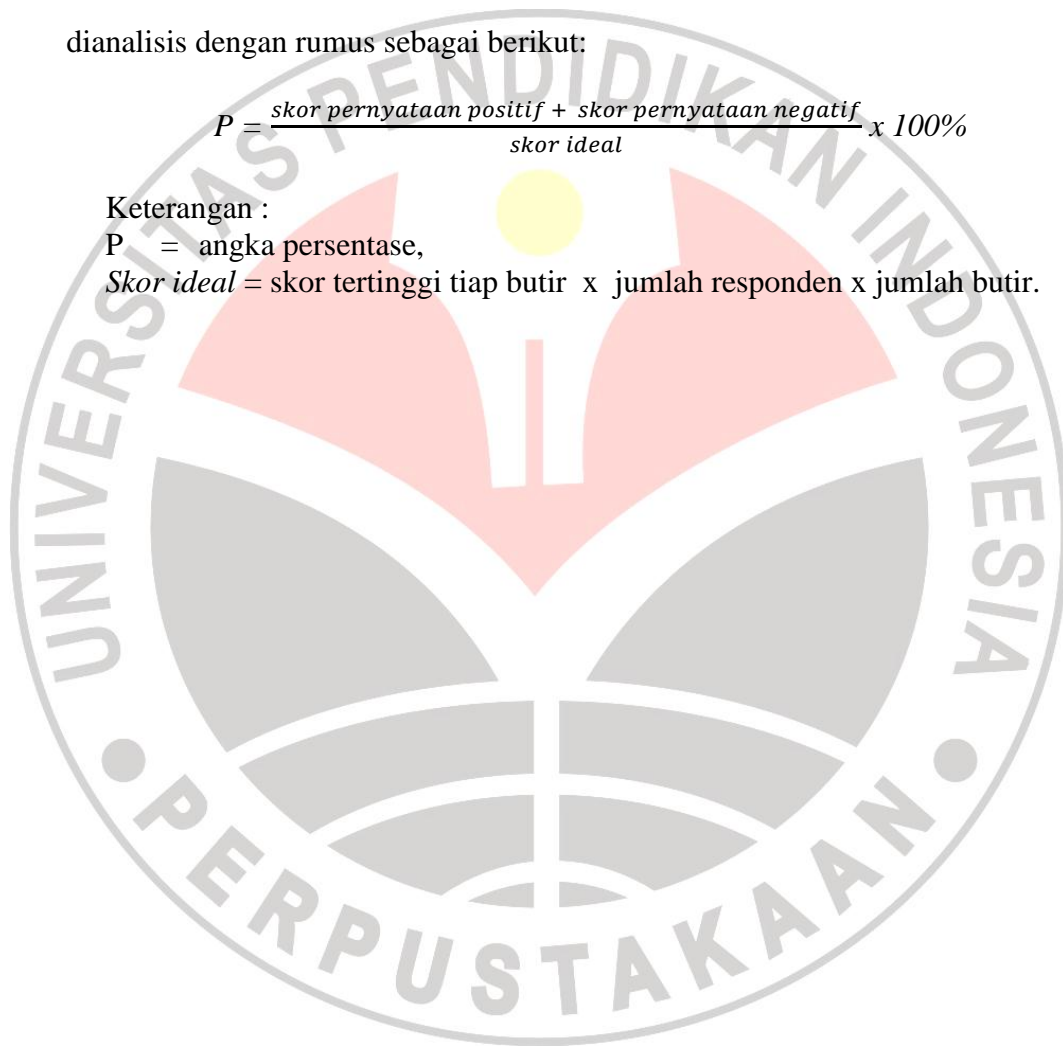 dianalisis dengan rumus sebagai berikut:
P = skor pernyataan positif + skor pernyataan negatif / skor ideal x 100%
Keterangan :
P = angka persentase,
Skor ideal = skor tertinggi tiap butir x jumlah responden x jumlah butir.
UNIVERSITAS PENDIDIKAN INDONESIA
PERPUSTAKAAN